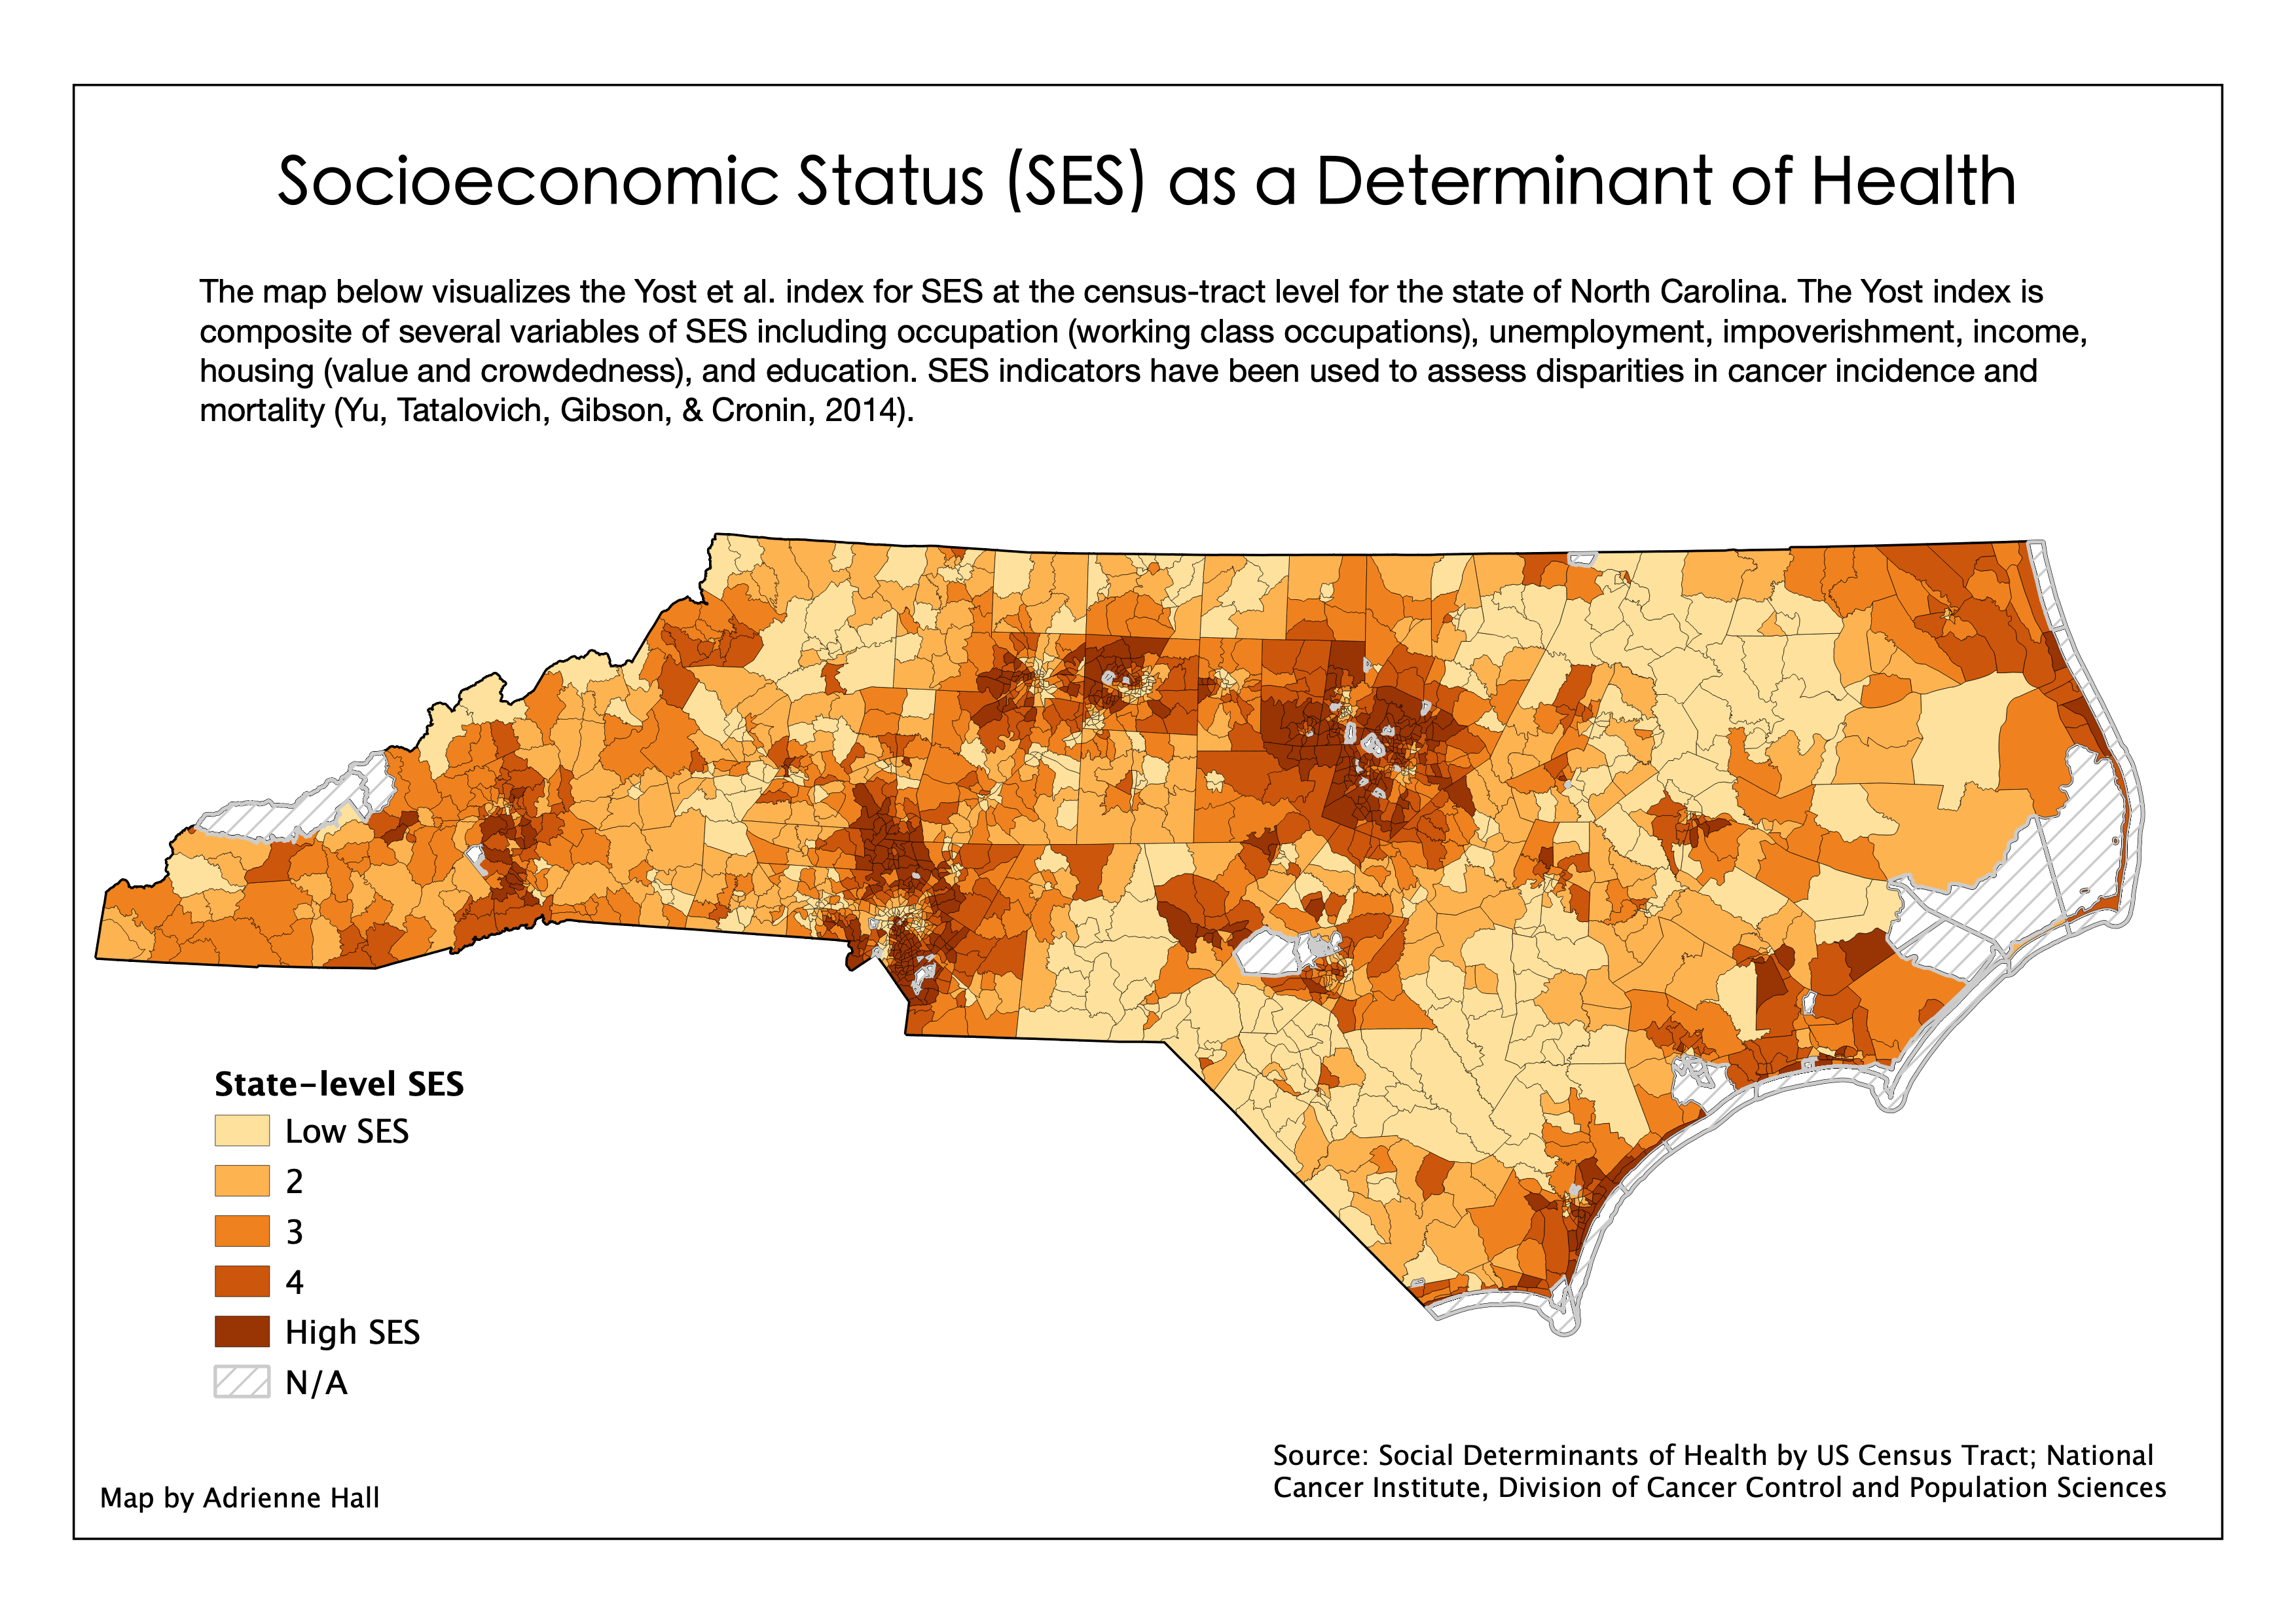 Socioeconomic Status (SES) as a Determinant of Health
The map below visualizes the Yost et al. index for SES at the census-tract level for the state of North Carolina. The Yost index is
composite of several variables of SES including occupation (working class occupations), unemployment, impoverishment, income,
housing (value and crowdedness), and education. SES indicators have been used to assess disparities in cancer incidence and
mortality (Yu, Tatalovich, Gibson, & Cronin, 2014).
State-level SES
Low SES
2
3
4
High SES
N/A
Map by Adrienne Hall
Source: Social Determinants of Health by US Census Tract; National
Cancer Institute, Division of Cancer Control and Population Sciences